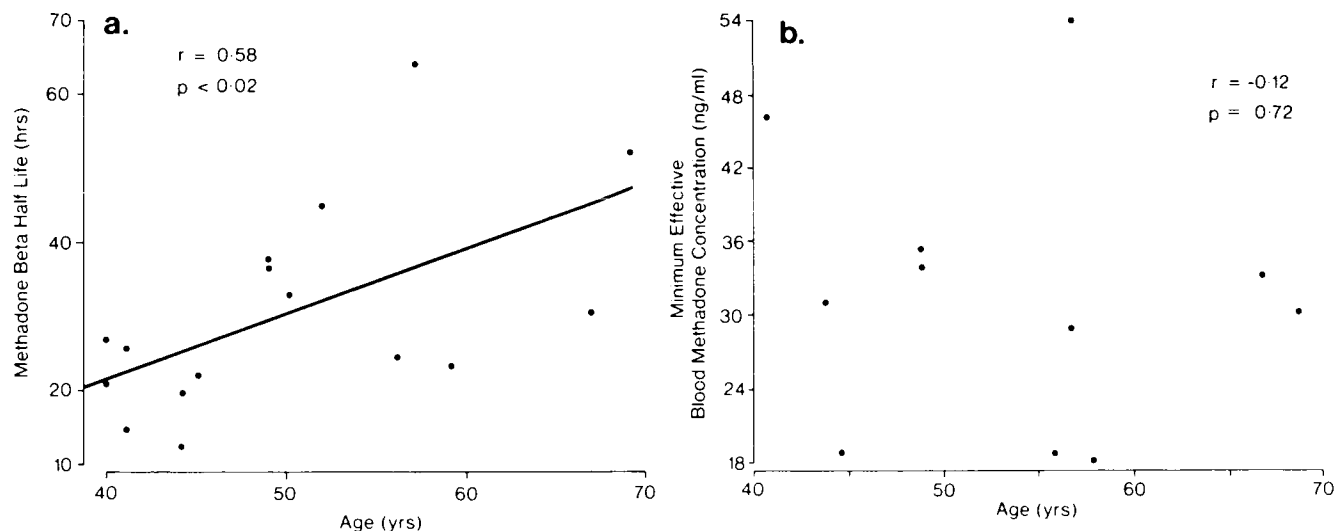 a.
r = 0·58
p < 0·02
Methadone Beta Half Life (hrs)
70
60
40
20
10
40
50
60
70
Age (yrs)
b.
r = -0·12
p = 0·72
Minimum Effective
Blood Methadone Concentration (ng/ml)
54
48
42
36
30
24
18
40
50
60
70
Age (yrs)